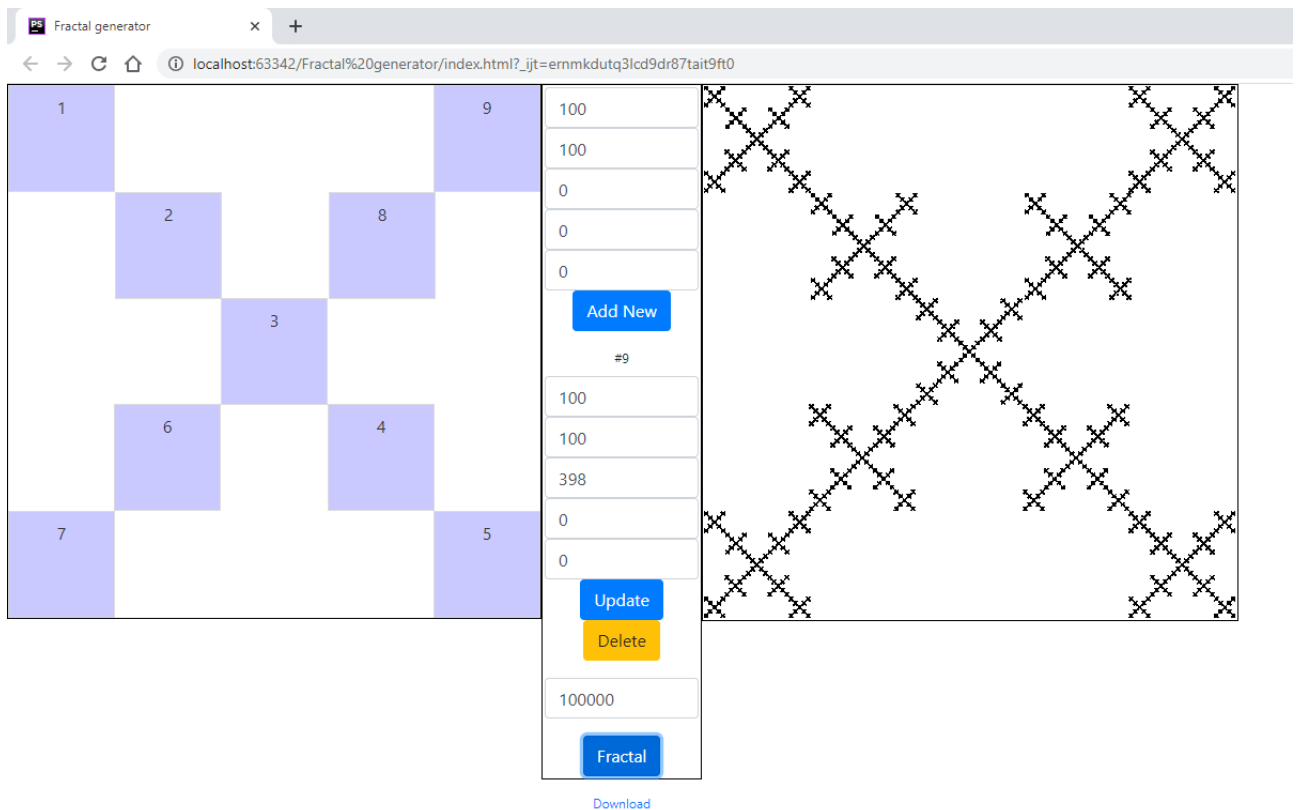 PS Fractal generator × +
localhost:63342/Fractal%20generator/index.html?_ijt=ernmkdutq3lcd9dr87tait9ft0
1 9
2 8
3
6 4
7 5
100
100
0
0
0
Add New
#9
100
100
398
0
0
Update
Delete
100000
Fractal
Download